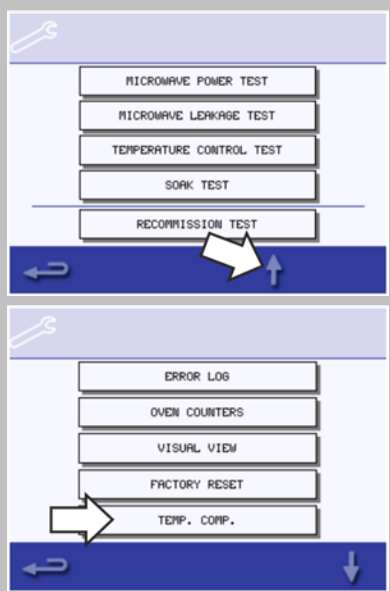 MICROWAVE POWER TEST
MICROWAVE LEAKAGE TEST
TEMPERATURE CONTROL TEST
SOAK TEST
RECOMMISSION TEST
ERROR LOG
OVEN COUNTERS
VISUAL VIEW
FACTORY RESET
TEMP. COMP.